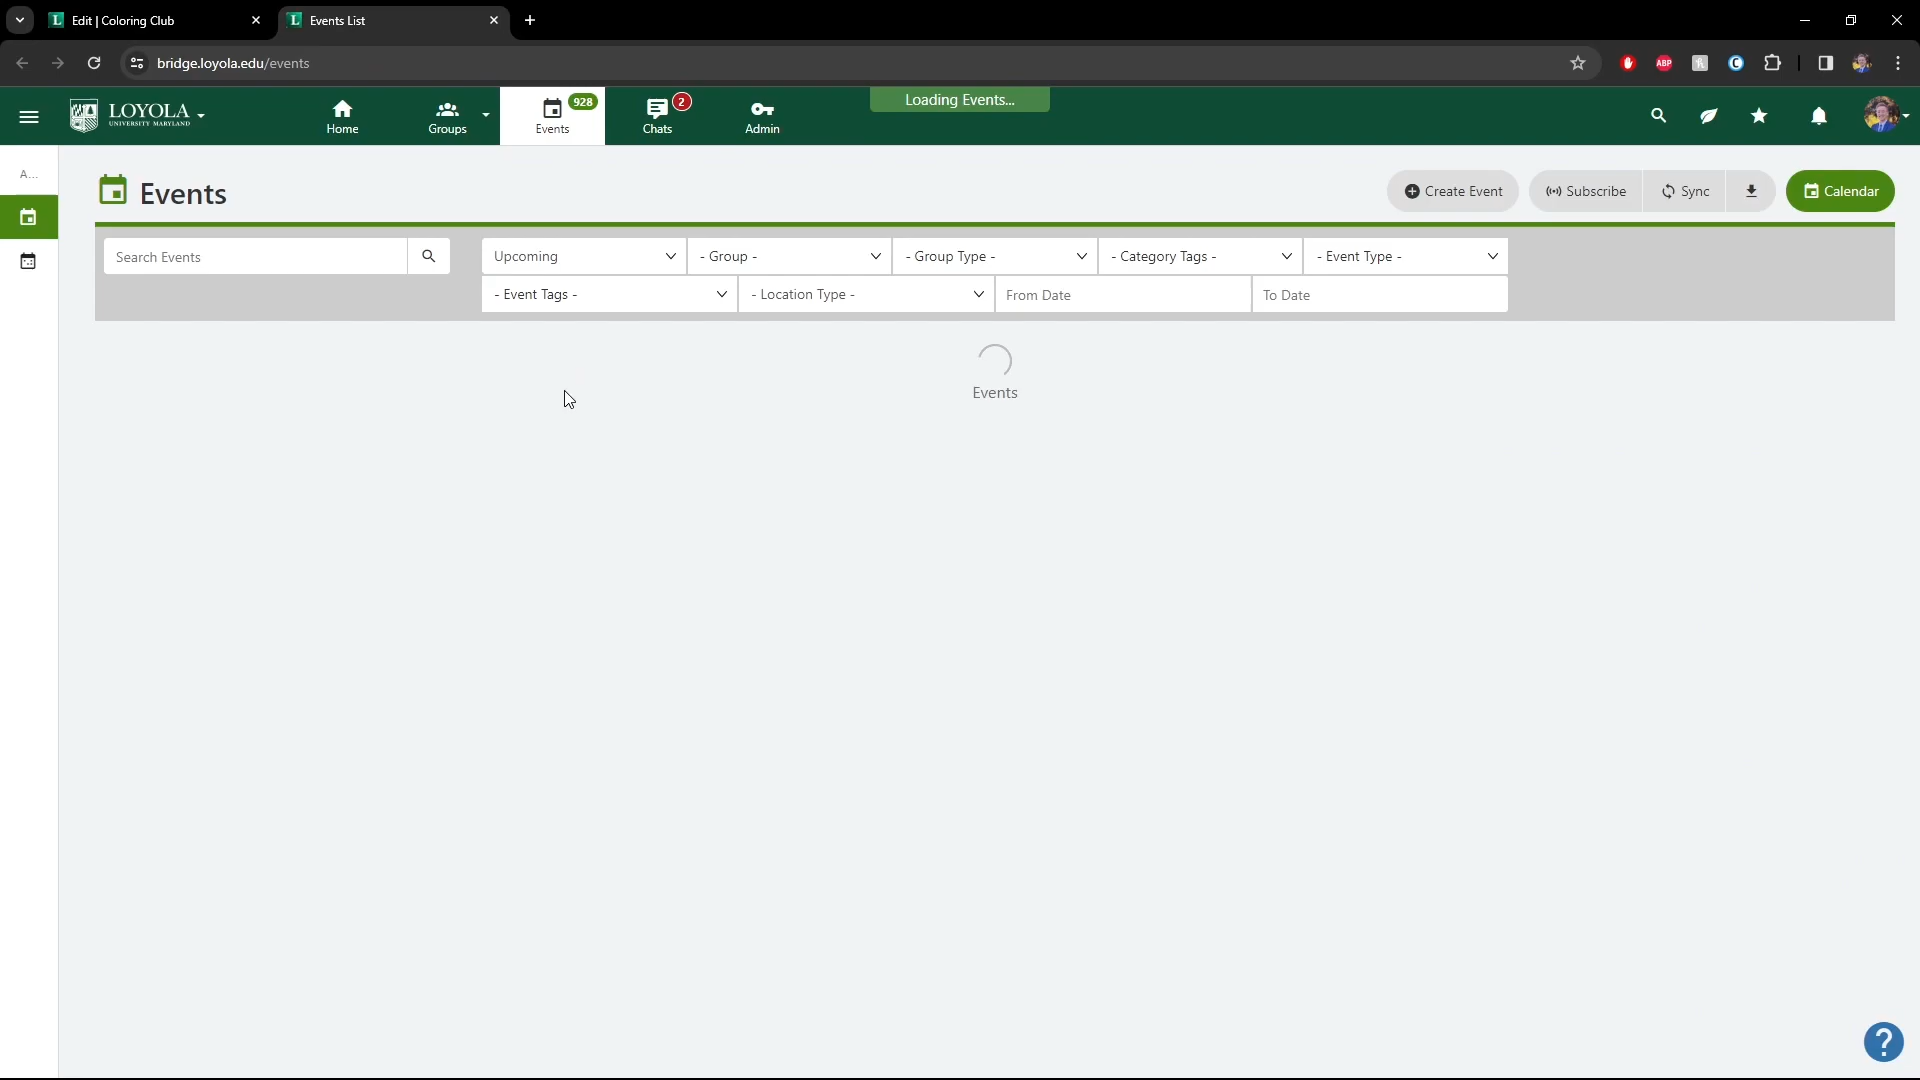 Edit | Coloring Club
Events List
bridge.loyola.edu/events
ABP
LOYOLA
UNIVERSITY MARYLAND
Home
Groups
928
Events
2
Chats
Admin
Loading Events...
A...
Events
Create Event
Subscribe
Sync
Calendar
Search Events
Upcoming
- Group -
- Group Type -
- Category Tags -
- Event Type -
- Event Tags -
- Location Type -
From Date
To Date
Events
?